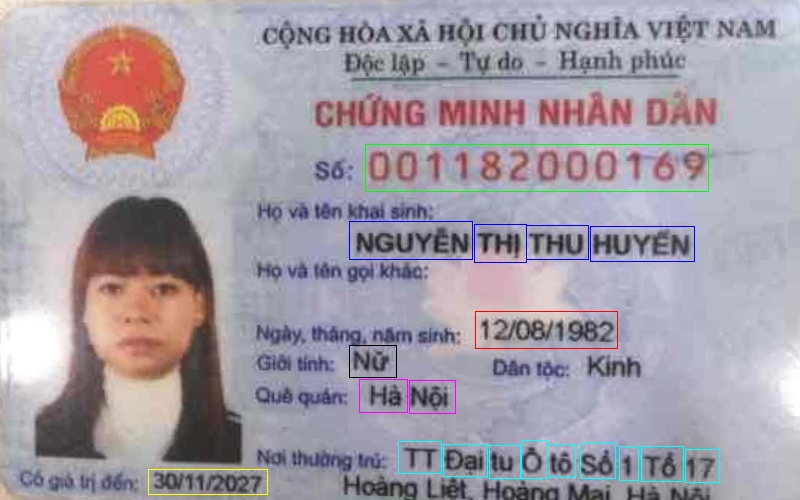 CỘNG HÒA XÃ HỘI CHỦ NGHĨA VIỆT NAM
Độc lập - Tự do - Hạnh phúc
CHỨNG MINH NHÂN DÂN
Số: 001182000169
Họ và tên khai sinh:
NGUYỄN THỊ THU HUYỀN
Họ và tên gọi khác:
Ngày, tháng, năm sinh: 12/08/1982
Giới tính: Nữ Dân tộc: Kinh
Quê quán: Hà Nội
Nơi thường trú: TT Đại tu Ô tô Số 1 Tổ 17
Có giá trị đến: 30/11/2027
Hoàng Liệt, Hoàng Mai, Hà Nội